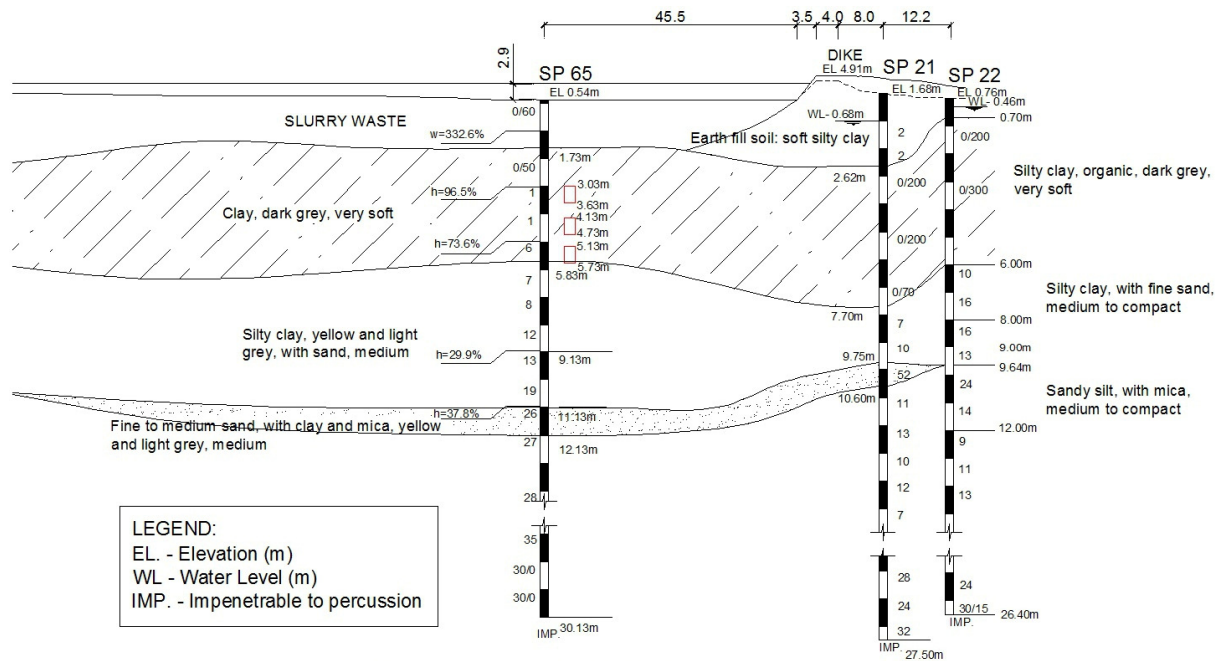 45.5
3.5
4.0
8.0
12.2
2.9
DIKE
EL 4.91m
SP 65
SP 21
SP 22
EL 0.54m
EL 1.68m
EL 0.76m
WL- 0.46m
0/60
SLURRY WASTE
WL- 0.68m
0.70m
w=332.6%
Earth fill soil: soft silty clay
2
0/200
1.73m
2
0/50
2.62m
0/200
0/300
Silty clay, organic, dark grey,
very soft
h=96.5%
1
3.03m
3.63m
Clay, dark grey, very soft
1
4.13m
4.73m
0/200
h=73.6%
6
5.13m
5.73m
5.83m
6.00m
7
10
0/70
8
7.70m
16
Silty clay, with fine sand,
medium to compact
7
16
8.00m
Silty clay, yellow and light
grey, with sand, medium
12
h=29.9%
13
9.13m
9.75m
10
13
9.00m
9.64m
52
19
10.60m
24
Sandy silt, with mica,
medium to compact
h=37.8%
26
11.13m
11
14
Fine to medium sand, with clay and mica, yellow
and light grey, medium
27
12.13m
13
9
12.00m
10
11
28
12
13
7
LEGEND:
EL. - Elevation (m)
WL - Water Level (m)
IMP. - Impenetrable to percussion
35
30/0
30/0
IMP.
30.13m
28
24
32
IMP.
27.50m
24
30/15
IMP.
26.40m